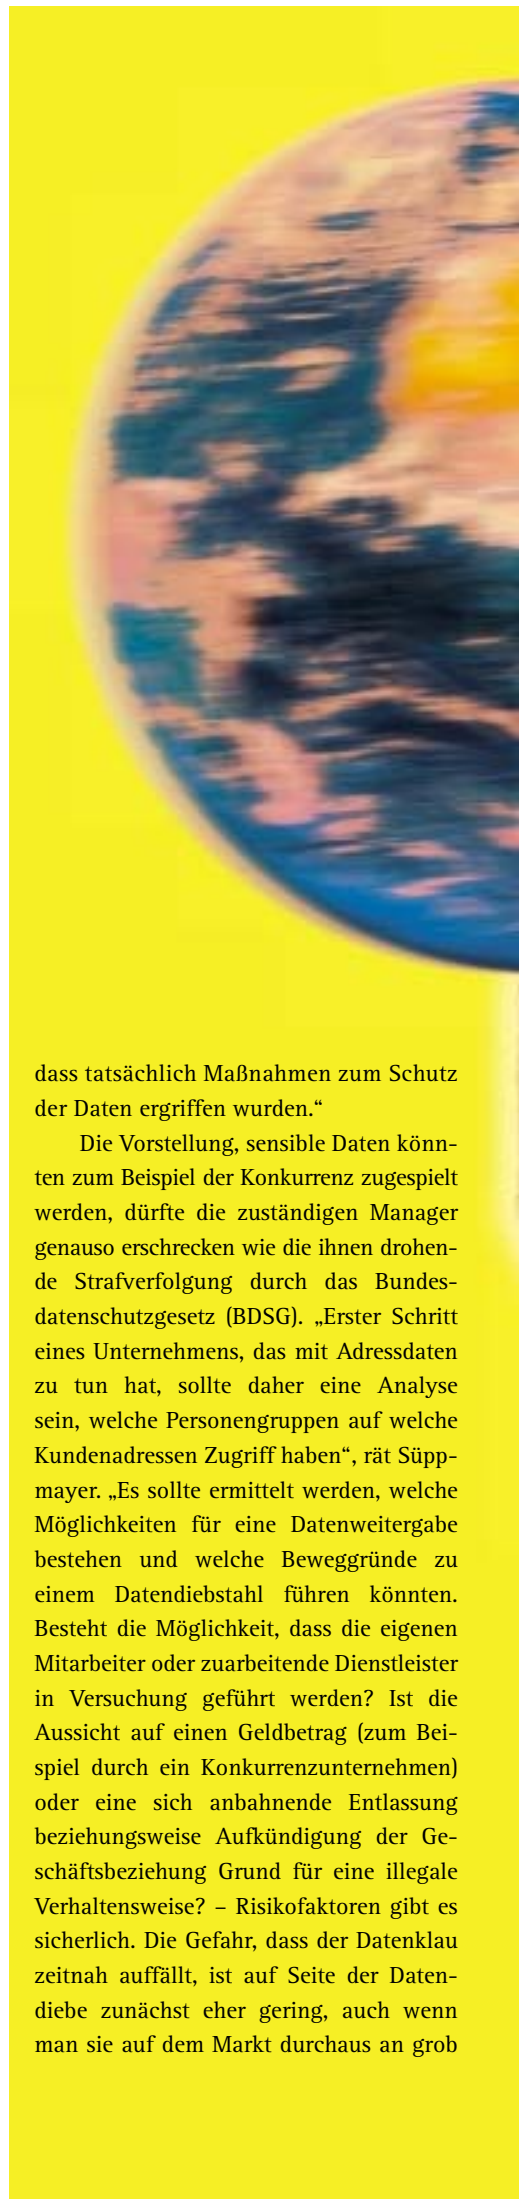 dass tatsächlich Maßnahmen zum Schutz
der Daten ergriffen wurden.“
Die Vorstellung, sensible Daten könn-
ten zum Beispiel der Konkurrenz zugespielt
werden, dürfte die zuständigen Manager
genauso erschrecken wie die ihnen drohen-
de Strafverfolgung durch das Bundes-
datenschutzgesetz (BDSG). „Erster Schritt
eines Unternehmens, das mit Adressdaten
zu tun hat, sollte daher eine Analyse
sein, welche Personengruppen auf welche
Kundenadressen Zugriff haben“, rät Süpp-
mayer. „Es sollte ermittelt werden, welche
Möglichkeiten für eine Datenweitergabe
bestehen und welche Beweggründe zu
einem Datendiebstahl führen könnten.
Besteht die Möglichkeit, dass die eigenen
Mitarbeiter oder zuarbeitende Dienstleister
in Versuchung geführt werden? Ist die
Aussicht auf einen Geldbetrag (zum Bei-
spiel durch ein Konkurrenzunternehmen)
oder eine sich anbahnende Entlassung
beziehungsweise Aufkündigung der Ge-
schäftsbeziehung Grund für eine illegale
Verhaltensweise? – Risikofaktoren gibt es
sicherlich. Die Gefahr, dass der Datenklau
zeitnah auffällt, ist auf Seite der Daten-
diebe zunächst eher gering, auch wenn
man sie auf dem Markt durchaus an grob